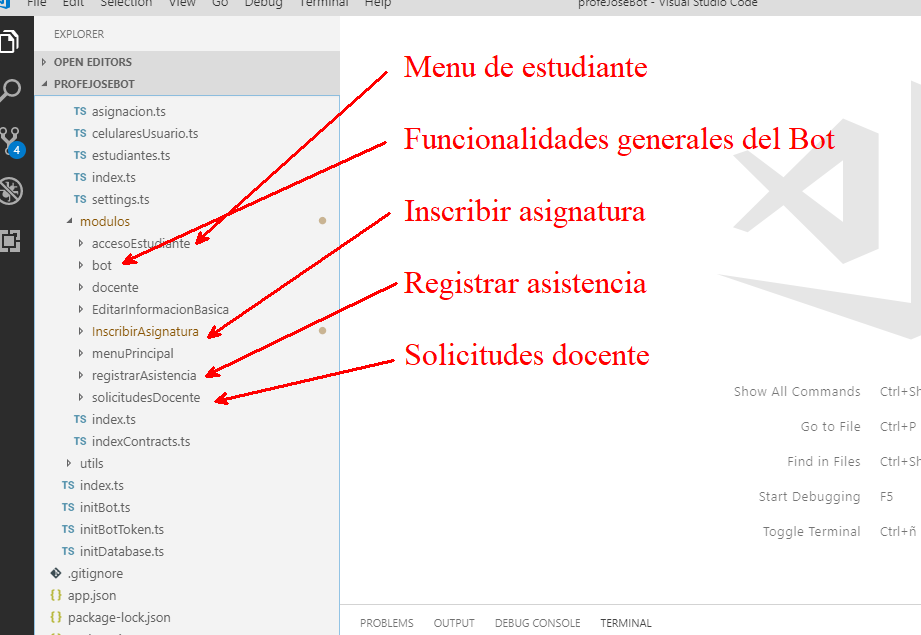 File Edit Selection View Go Debug Terminal Help profeJoseBot - Visual Studio Code
EXPLORER
OPEN EDITORS
PROFEJOSEBOT
TS asignacion.ts
TS celularesUsuario.ts
TS estudiantes.ts
TS index.ts
TS settings.ts
modulos
accesoEstudiante
bot
docente
EditarInformacionBasica
InscribirAsignatura
menuPrincipal
registrarAsistencia
solicitudesDocente
TS index.ts
TS indexContracts.ts
utils
TS index.ts
TS initBot.ts
TS initBotToken.ts
TS initDatabase.ts
.gitignore
{} app.json
{} package-lock.json
4
Menu de estudiante
Funcionalidades generales del Bot
Inscribir asignatura
Registrar asistencia
Solicitudes docente
Show All Commands Ctrl+Sh
Go to File Ctrl+P
Find in Files Ctrl+Sh
Start Debugging F5
Toggle Terminal Ctrl+ñ
PROBLEMS OUTPUT DEBUG CONSOLE TERMINAL